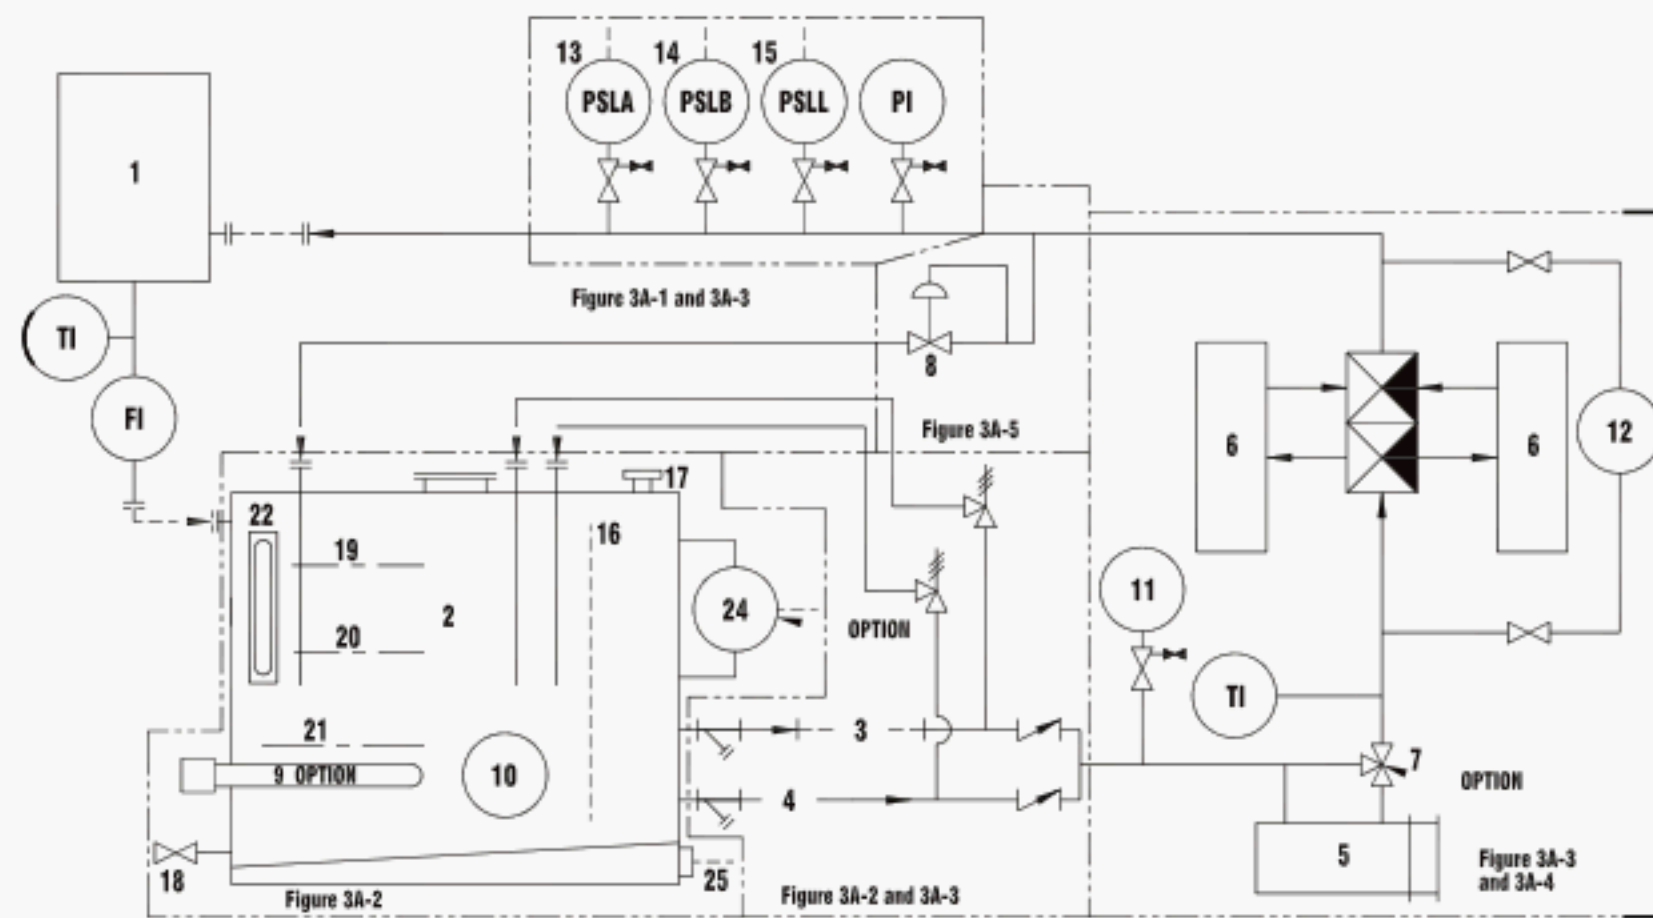 13
14
15
PSLA
PSLB
PSLL
PI
1
Figure 3A-1 and 3A-3
TI
8
FI
Figure 3A-5
6
6
12
17
22
16
19
11
2
24
20
OPTION
TI
21
3
9 OPTION
10
7
OPTION
4
5
Figure 3A-3
and 3A-4
18
25
Figure 3A-2
Figure 3A-2 and 3A-3